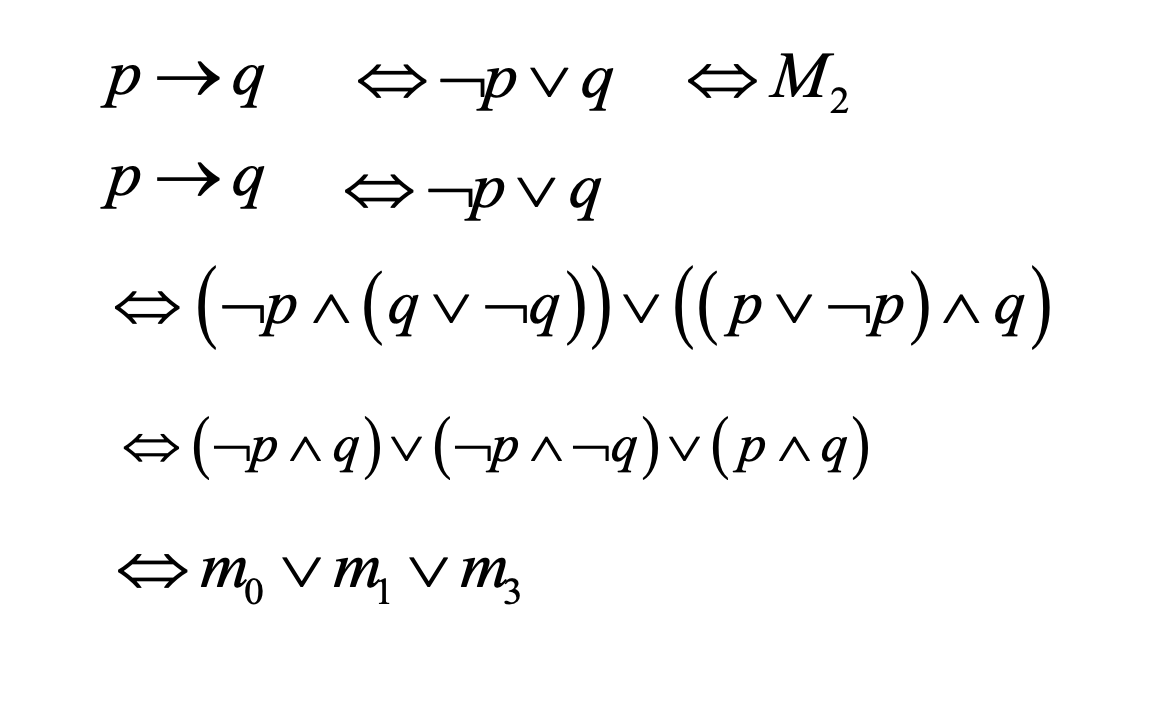 p → q ⇔ ¬p ∨ q ⇔ M₂
p → q ⇔ ¬p ∨ q
⇔ (¬p ∧ (q ∨ ¬q)) ∨ ((p ∨ ¬p) ∧ q)
⇔ (¬p ∧ q) ∨ (¬p ∧ ¬q) ∨ (p ∧ q)
⇔ m₀ ∨ m₁ ∨ m₃